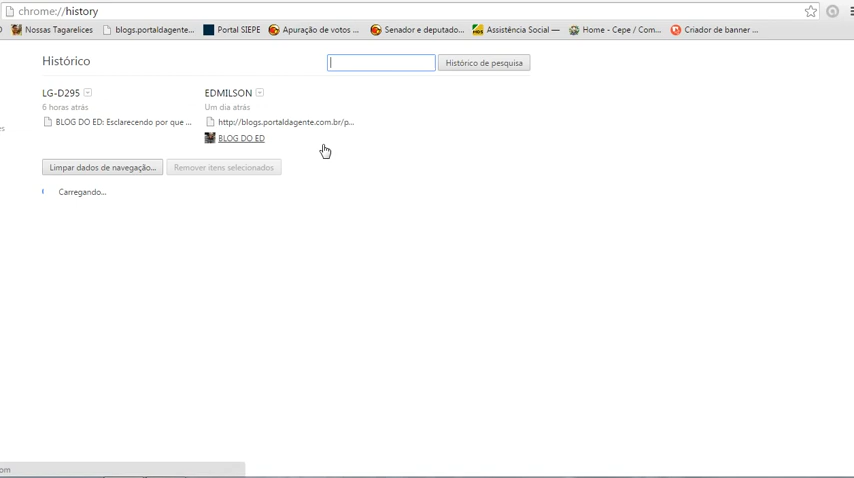 chrome://history
Nossas Tagarelices blogs.portaldagente... Portal SIEPE Apuração de votos ... Senador e deputado... Assistência Social — Home - Cepe / Com... Criador de banner ...
Histórico
Histórico de pesquisa
LG-D295
6 horas atrás
BLOG DO ED: Esclarecendo por que ...
EDMILSON
Um dia atrás
http://blogs.portaldagente.com.br/p...
BLOG DO ED
Limpar dados de navegação... Remover itens selecionados
Carregando...